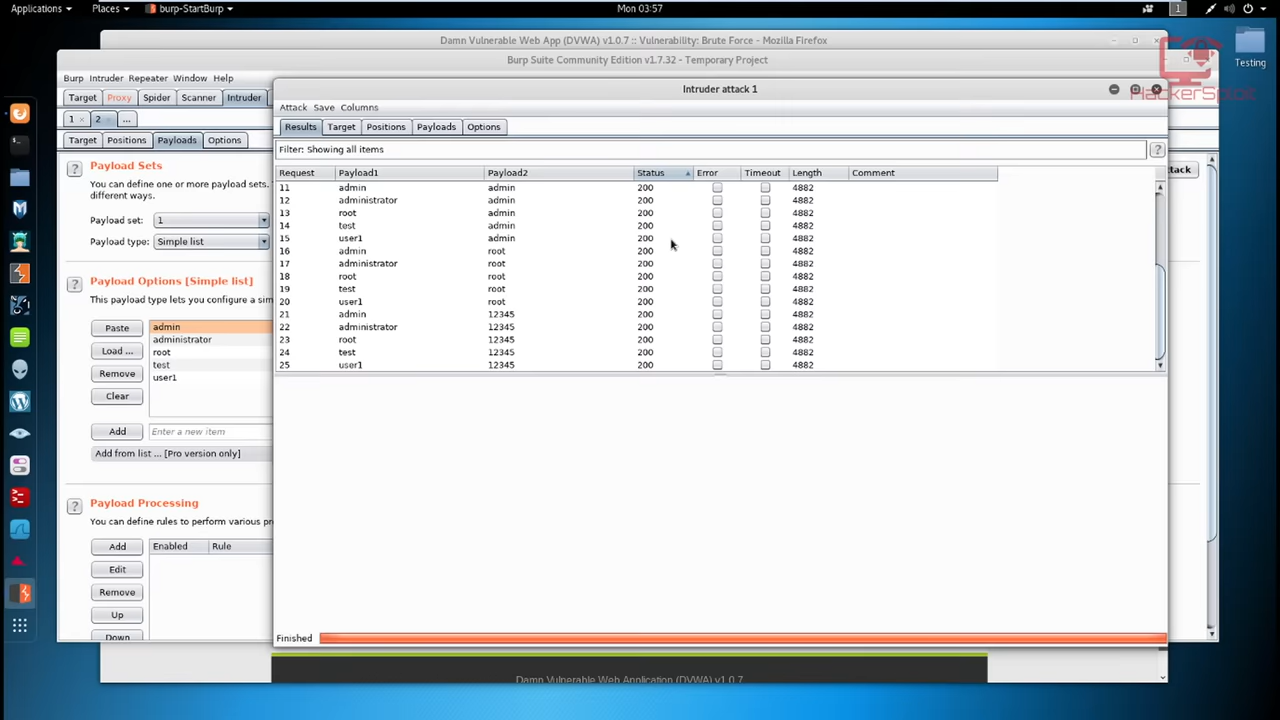 Applications Places burp-StartBurp Mon 03:57 1
Damn Vulnerable Web App (DVWA) v1.0.7 :: Vulnerability: Brute Force - Mozilla Firefox
Burp Suite Community Edition v1.7.32 - Temporary Project
Testing
HackerSploit
Burp Intruder Repeater Window Help
Target Proxy Spider Scanner Intruder
1 × 2 × ...
Target Positions Payloads Options
Payload Sets
You can define one or more payload sets.
different ways.
Payload set: 1
Payload type: Simple list
Payload Options [Simple list]
This payload type lets you configure a sim
Paste
Load ...
Remove
Clear
admin
administrator
root
test
user1
Add Enter a new item
Add from list ... [Pro version only]
Payload Processing
You can define rules to perform various pr
Add Enabled Rule
Edit
Remove
Up
Down
ttack
Intruder attack 1
Attack Save Columns
Results Target Positions Payloads Options
Filter: Showing all items ?
Request Payload1 Payload2 Status Error Timeout Length Comment
11 admin admin 200 4882
12 administrator admin 200 4882
13 root admin 200 4882
14 test admin 200 4882
15 user1 admin 200 4882
16 admin root 200 4882
17 administrator root 200 4882
18 root root 200 4882
19 test root 200 4882
20 user1 root 200 4882
21 admin 12345 200 4882
22 administrator 12345 200 4882
23 root 12345 200 4882
24 test 12345 200 4882
25 user1 12345 200 4882
Finished
Damn Vulnerable Web Application (DVWA) v1.0.7